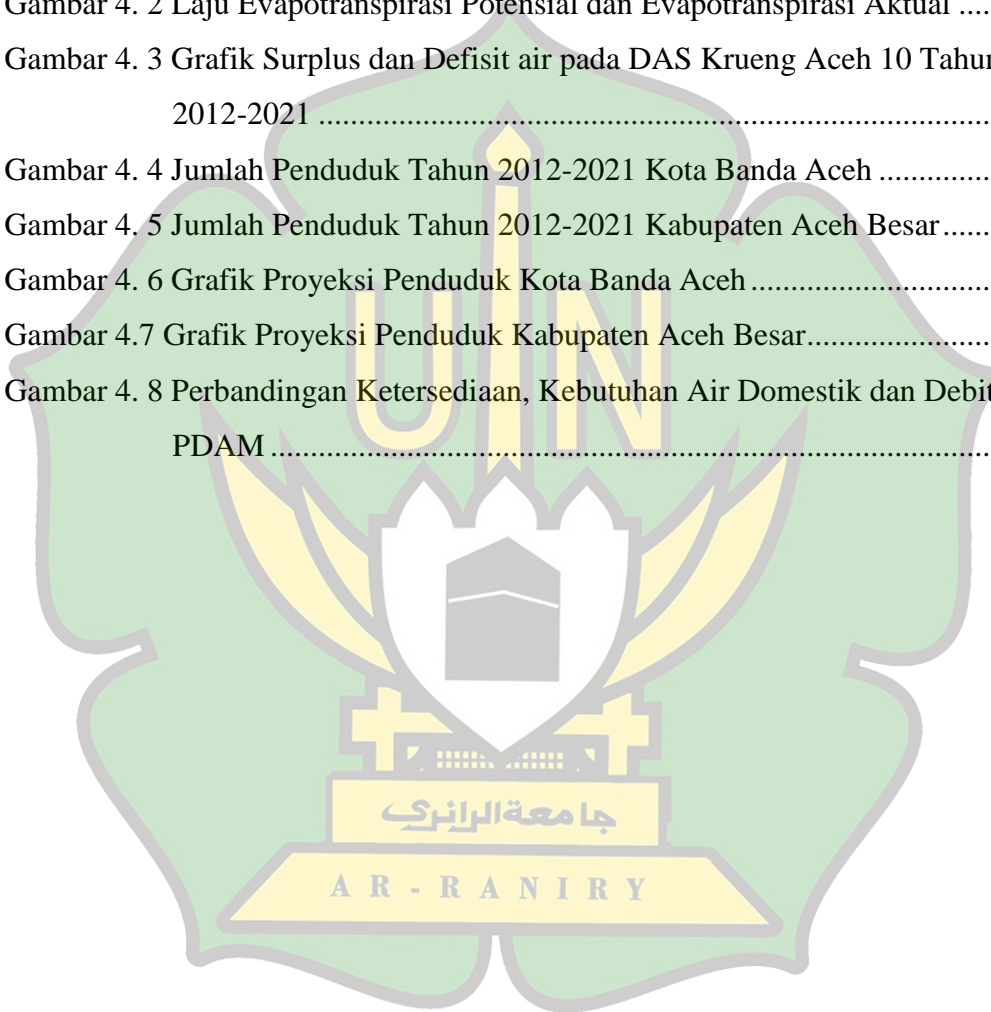 Gambar 4. 2 Laju Evapotranspirasi Potensial dan Evapotranspirasi Aktual ....
Gambar 4. 3 Grafik Surplus dan Defisit air pada DAS Krueng Aceh 10 Tahun
2012-2021 ....................................................................................
Gambar 4. 4 Jumlah Penduduk Tahun 2012-2021 Kota Banda Aceh ..............
Gambar 4. 5 Jumlah Penduduk Tahun 2012-2021 Kabupaten Aceh Besar ......
Gambar 4. 6 Grafik Proyeksi Penduduk Kota Banda Aceh ..............................
Gambar 4.7 Grafik Proyeksi Penduduk Kabupaten Aceh Besar.......................
Gambar 4. 8 Perbandingan Ketersediaan, Kebutuhan Air Domestik dan Debit
PDAM ..........................................................................................
UIN
جامعة الرانري
AR-RANIRY